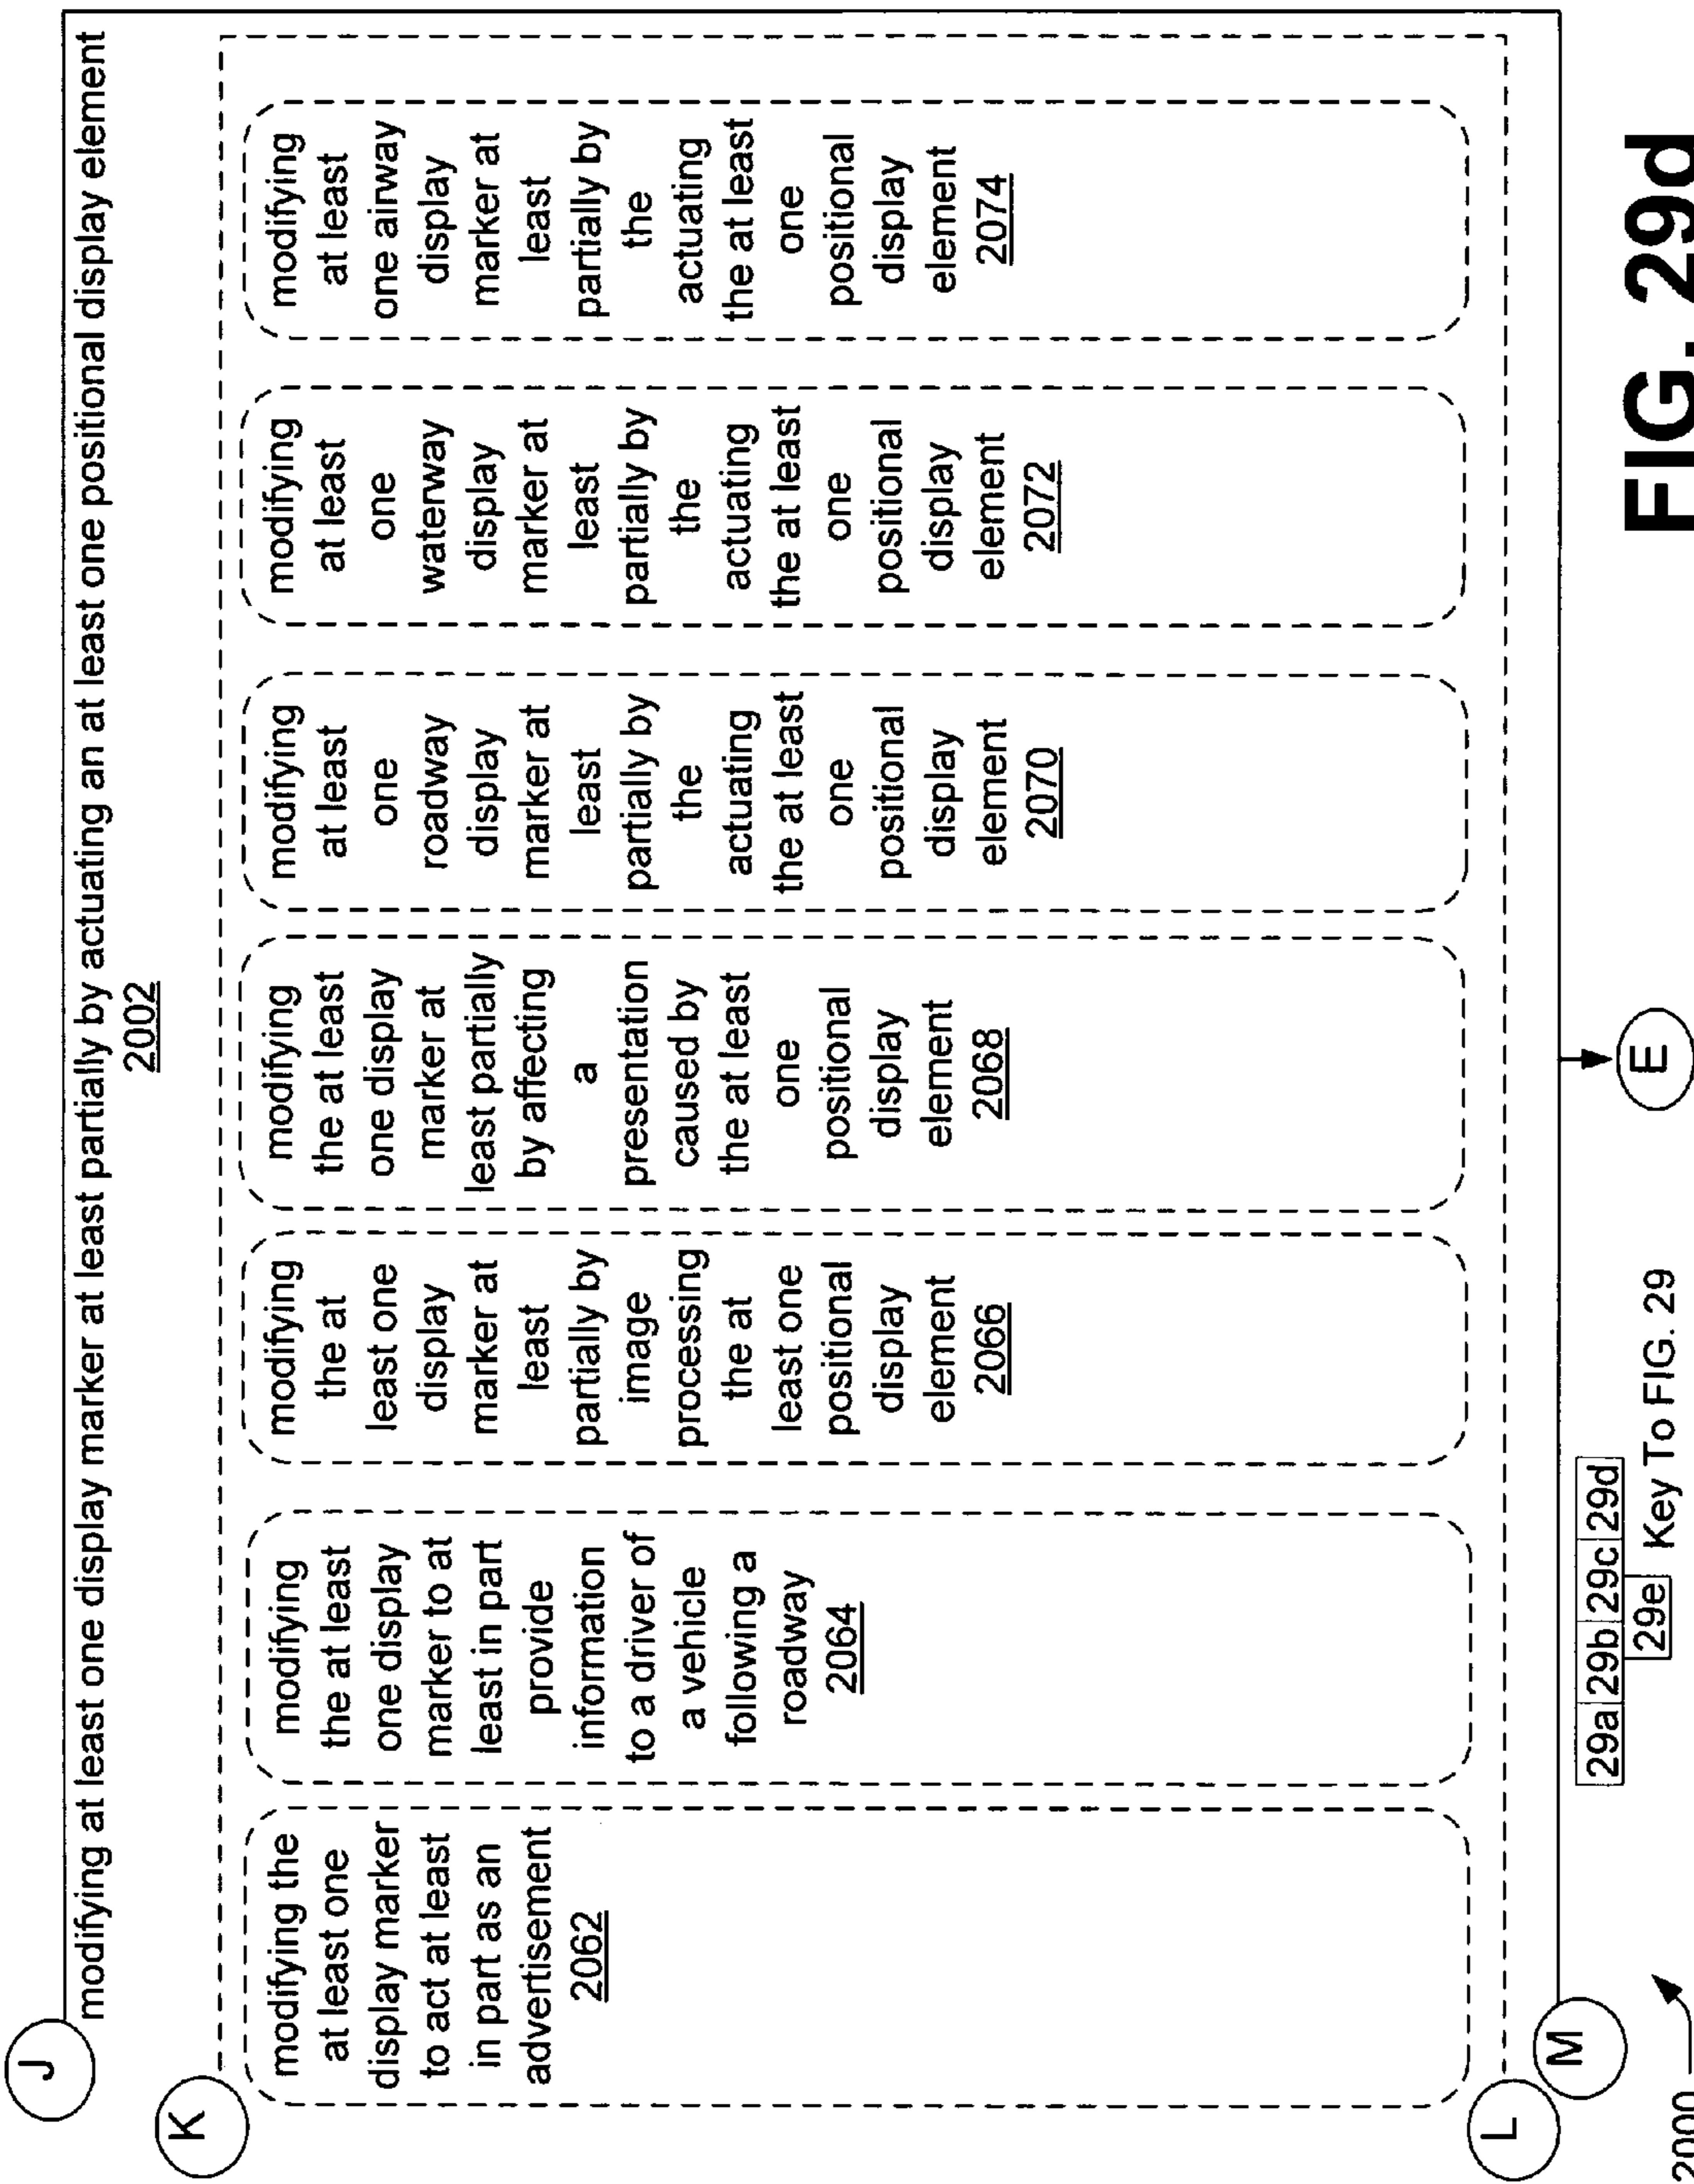 J
modifying at least one display marker at least partially by actuating an at least one positional display element
2002
K
modifying the
at least one
display marker
to act at least
in part as an
advertisement
2062
modifying
the at least
one display
marker to at
least in part
provide
information
to a driver of
a vehicle
following a
roadway
2064
modifying
the at
least one
display
marker at
least
partially by
image
processing
the at
least one
positional
display
element
2066
modifying
the at least
one display
marker at
least partially
by affecting
a
presentation
caused by
the at least
one
positional
display
element
2068
modifying
at least
one
roadway
display
marker at
least
partially by
the
actuating
the at least
one
positional
display
element
2070
modifying
at least
one
waterway
display
marker at
least
partially by
the
actuating
the at least
one
positional
display
element
2072
modifying
at least
one airway
display
marker at
least
partially by
the
actuating
the at least
one
positional
display
element
2074
L
M
E
2000
29a 29b 29c 29d
29e
Key To FIG. 29
FIG. 29d